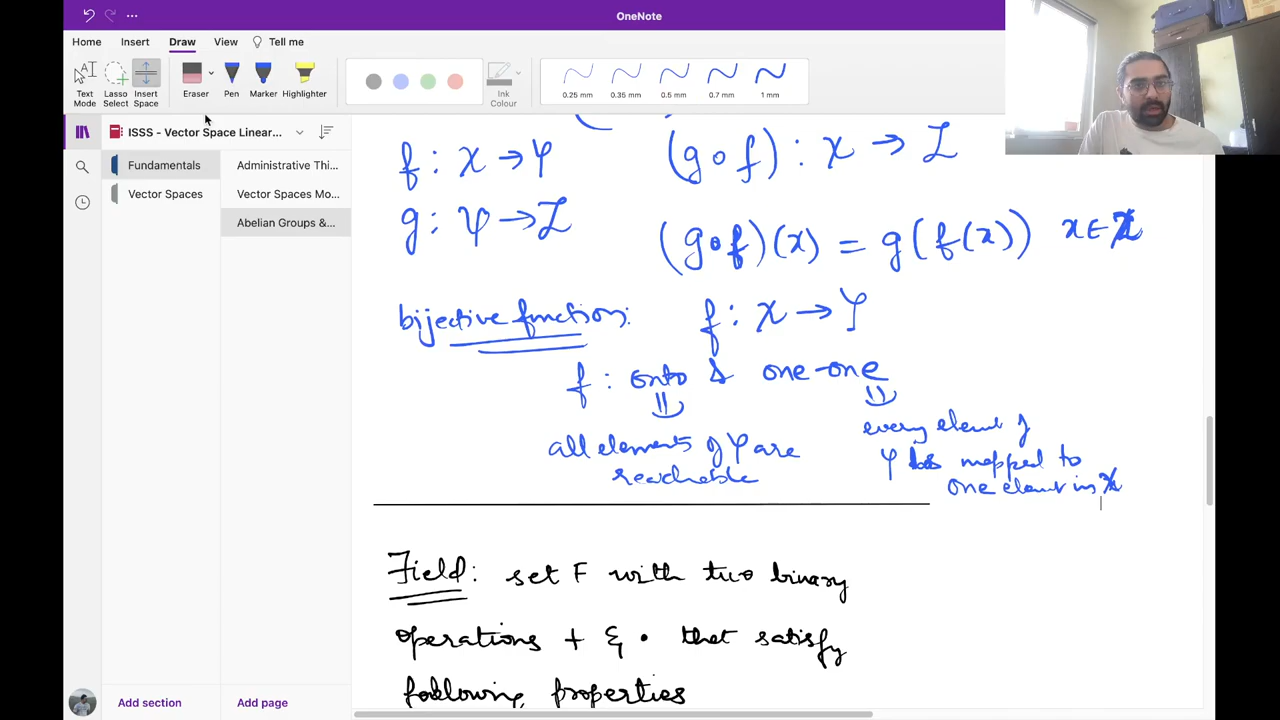 OneNote
Home Insert Draw View Tell me
Text Mode
Lasso Select
Insert Space
Eraser
Pen
Marker
Highlighter
Ink Colour
0.25 mm
0.35 mm
0.5 mm
0.7 mm
1 mm
ISSS - Vector Space Linear...
Fundamentals
Vector Spaces
Administrative Thi...
Vector Spaces Mo...
Abelian Groups &...
Add section
Add page
f : X → Y
(g o f) : X → Z
g : Y → Z
(g o f)(x) = g(f(x)) x ∈ X
bijective function: f : X → Y
f : onto & one-one
all elements of Y are
reachable
every element of
Y is mapped to
one element in X
Field: set F with two binary
operations + & • that satisfy
following properties